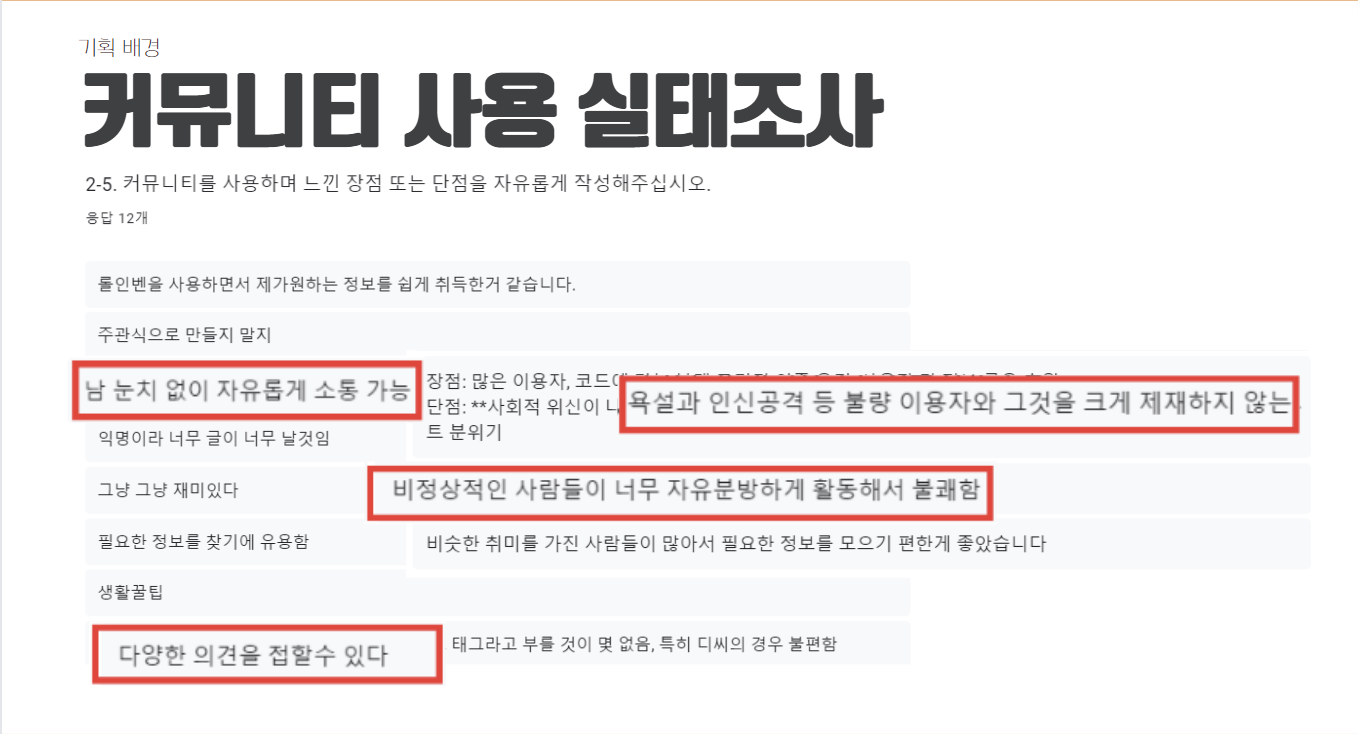 기획 배경
커뮤니티 사용 실태조사
2-5. 커뮤니티를 사용하며 느낀 장점 또는 단점을 자유롭게 작성해주십시오.
응답 12개
롤인벤을 사용하면서 제가원하는 정보를 쉽게 취득한거 같습니다.
주관식으로 만들지 말지
남 눈치 없이 자유롭게 소통 가능
익명이라 너무 글이 너무 날것임
그냥 그냥 재미있다
필요한 정보를 찾기에 유용함
생활꿀팁
다양한 의견을 접할수 있다
장점: 많은 이용자, 코드에
단점: **사회적 위신이
욕설과 인신공격 등 불량 이용자와 그것을 크게 제재하지 않는
트 분위기
비정상적인 사람들이 너무 자유분방하게 활동해서 불쾌함
비슷한 취미를 가진 사람들이 많아서 필요한 정보를 모으기 편한게 좋았습니다
태그라고 부를 것이 몇 없음, 특히 디씨의 경우 불편함